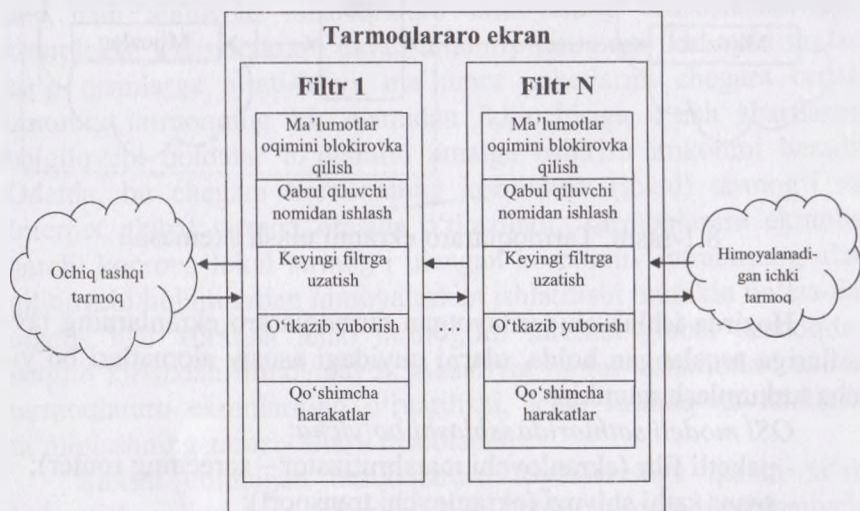 Tarmoqlararo ekran
Filtr 1
Ma'lumotlar
oqimini blokirovka
qilish
Qabul qiluvchi
nomidan ishlash
Keyingi filtrga
uzatish
O‘tkazib yuborish
Qo‘shimcha
harakatlar
.....
Filtr N
Ma'lumotlar
oqimini blokirovka
qilish
Qabul qiluvchi
nomidan ishlash
Keyingi filtrga
uzatish
O‘tkazib yuborish
Qo‘shimcha
harakatlar
Ochiq tashqi
tarmoq
Himoyalanadi-
gan ichki
tarmoq